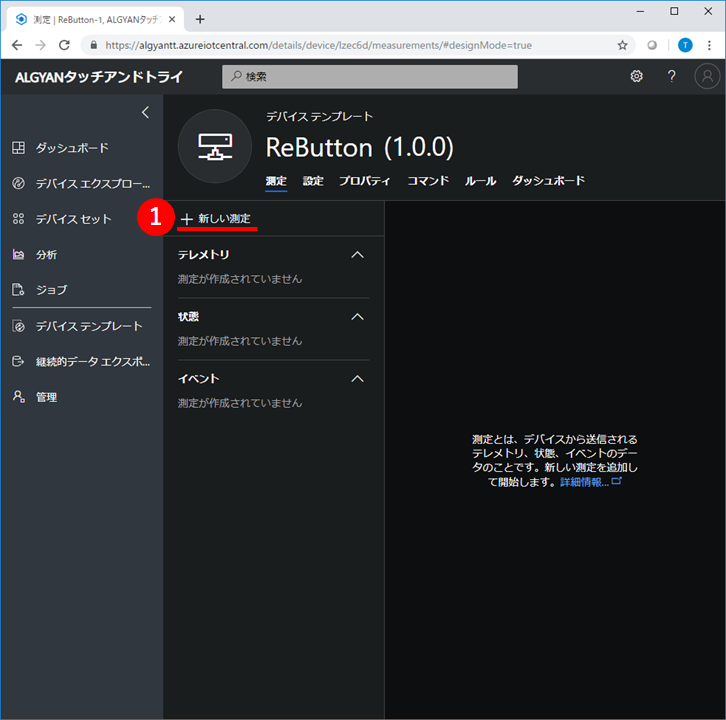 測定 | ReButton-1, ALGYANタッチ
https://algyantt.azureiotcentral.com/details/device/lzec6d/measurements/#designMode=true
T
ALGYANタッチアンドトライ
検索
?
デバイス テンプレート
ReButton (1.0.0)
測定 設定 プロパティ コマンド ルール ダッシュボード
ダッシュボード
デバイス エクスプロー...
デバイス セット
分析
ジョブ
デバイス テンプレート
継続的データ エクスポ...
管理
1
+ 新しい測定
テレメトリ
測定が作成されていません
状態
測定が作成されていません
イベント
測定が作成されていません
測定とは、デバイスから送信される
テレメトリ、状態、イベントのデー
タのことです。新しい測定を追加し
て開始します。詳細情報...